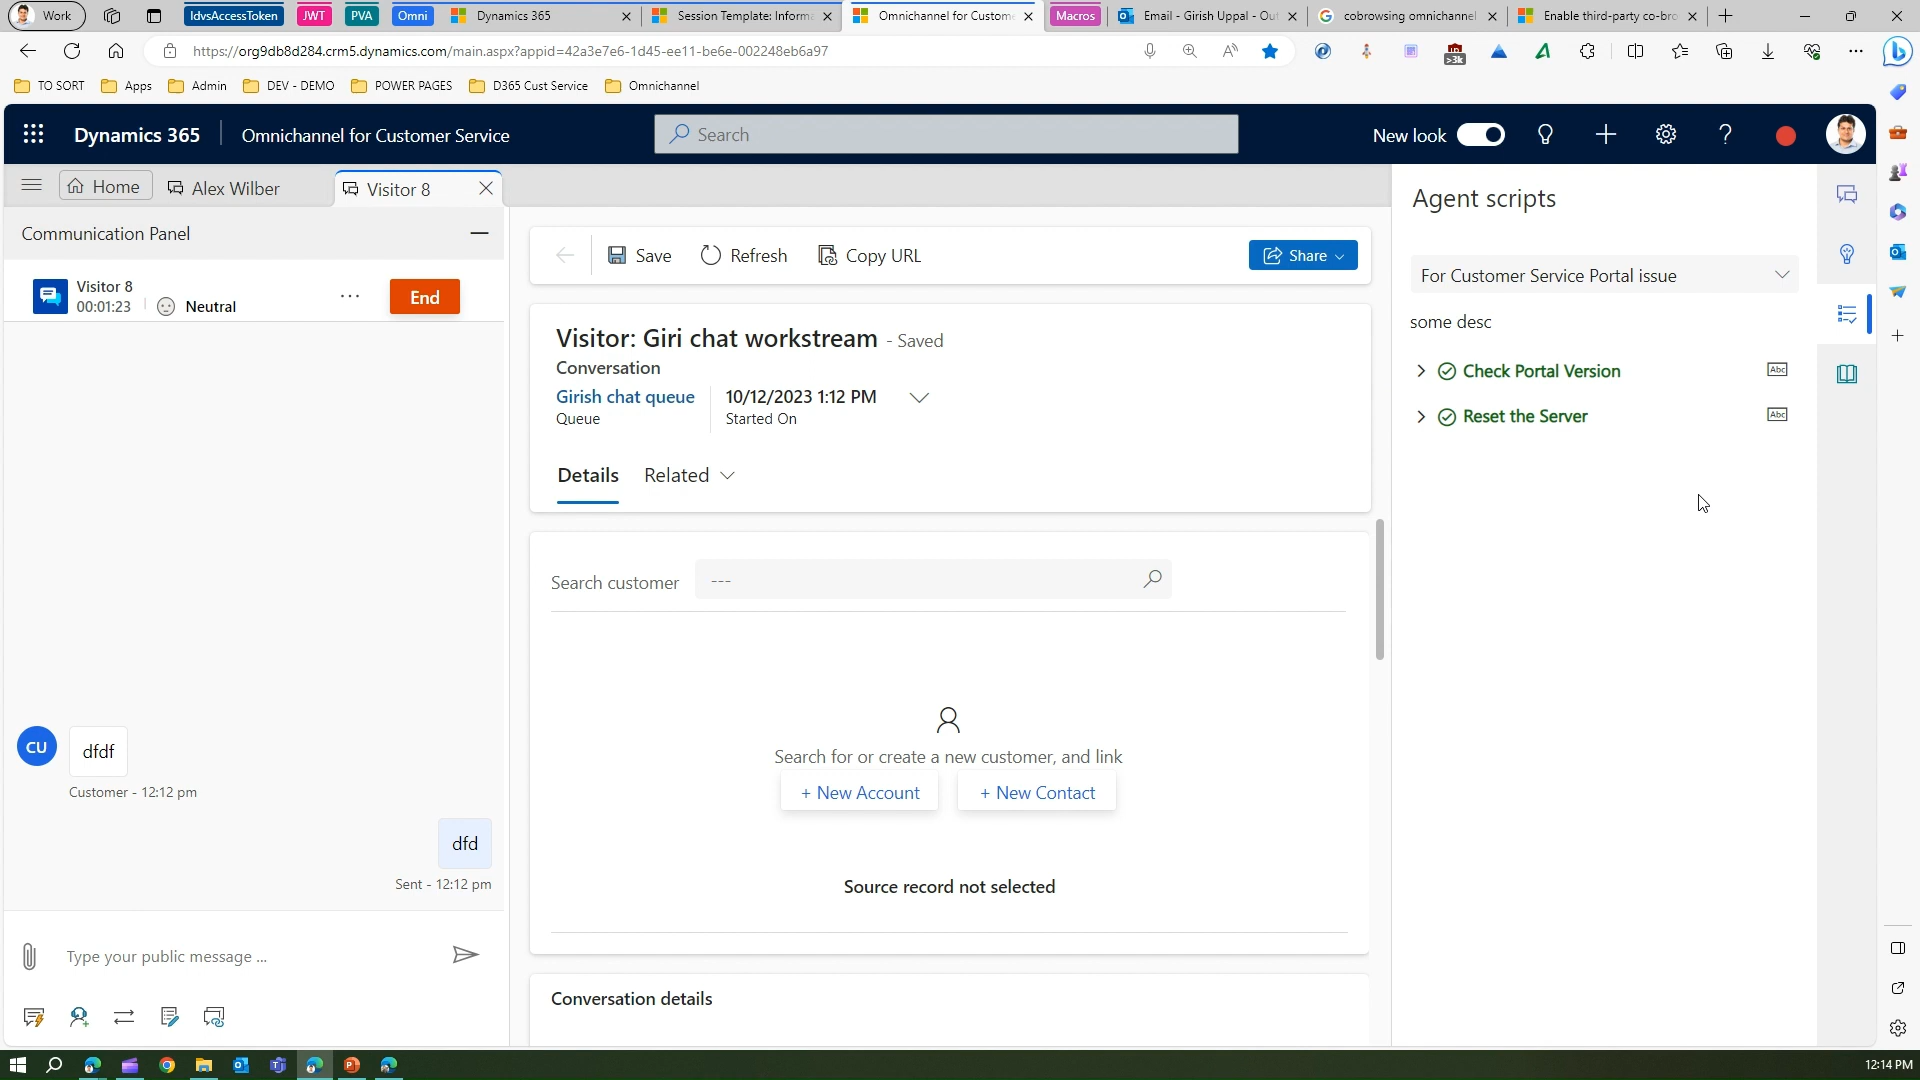 Work
IdvsAccessToken
JWT
PVA
Omni
Dynamics 365
Session Template: Informa
Omnichannel for Custome
Macros
Email - Girish Uppal - Out
cobrowsing omnichannel
Enable third-party co-bro
https://org9db8d284.crm5.dynamics.com/main.aspx?appid=42a3e7e6-1d45-ee11-be6e-002248eb6a97
>3k
TO SORT
Apps
Admin
DEV - DEMO
POWER PAGES
D365 Cust Service
Omnichannel
Dynamics 365
Omnichannel for Customer Service
Search
New look
Home
Alex Wilber
Visitor 8
Communication Panel
Visitor 8
00:01:23
Neutral
End
CU
dfdf
Customer - 12:12 pm
dfd
Sent - 12:12 pm
Type your public message ...
Save
Refresh
Copy URL
Share
Visitor: Giri chat workstream - Saved
Conversation
Girish chat queue
Queue
10/12/2023 1:12 PM
Started On
Details
Related
Search customer
---
Search for or create a new customer, and link
+ New Account
+ New Contact
Source record not selected
Conversation details
Agent scripts
For Customer Service Portal issue
some desc
Check Portal Version
Abc
Reset the Server
Abc
12:14 PM